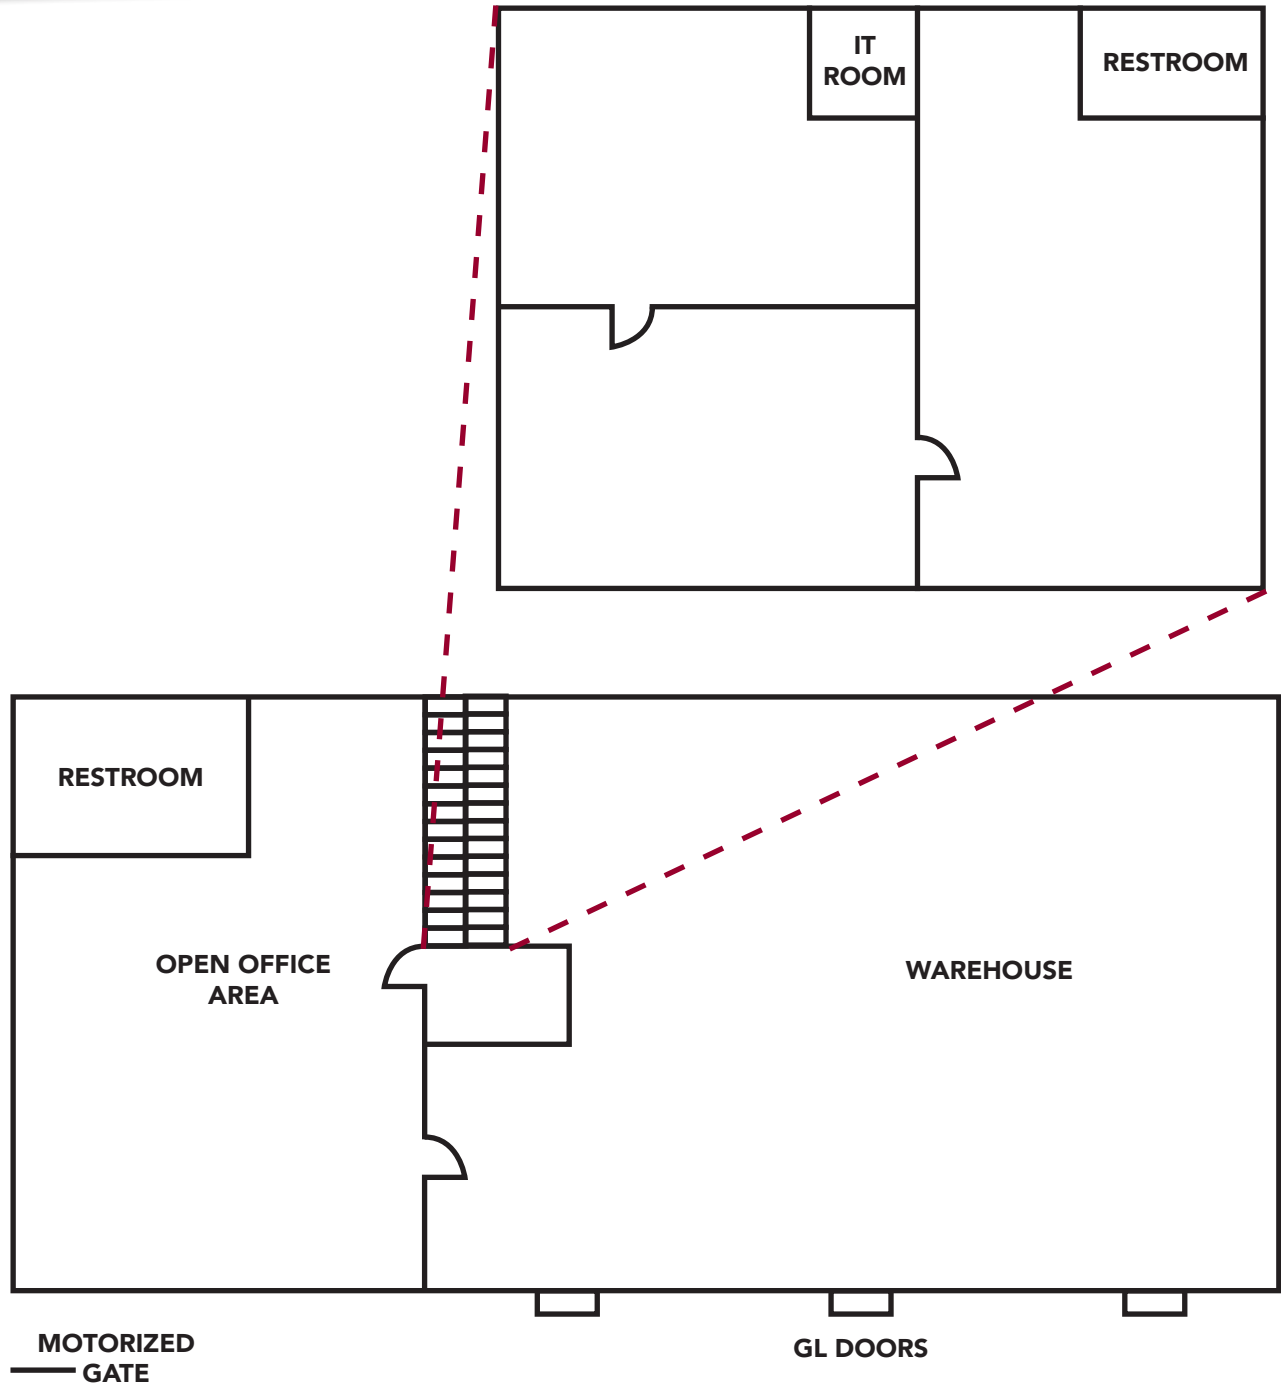 IT
ROOM
RESTROOM
RESTROOM
OPEN OFFICE
AREA
WAREHOUSE
MOTORIZED
GATE
GL DOORS